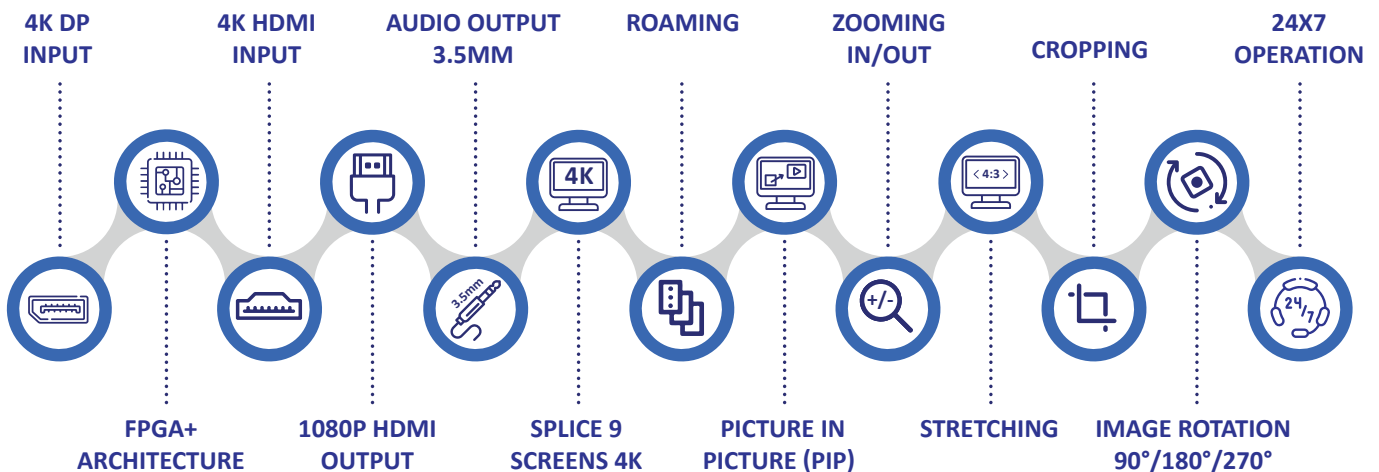 4K DP
INPUT
4K HDMI
INPUT
AUDIO OUTPUT
3.5MM
ROAMING
ZOOMING
IN/OUT
CROPPING
24X7
OPERATION
4K
< 4:3 >
3.5mm
+/-
24/7
FPGA+
ARCHITECTURE
1080P HDMI
OUTPUT
SPLICE 9
SCREENS 4K
PICTURE IN
PICTURE (PIP)
STRETCHING
IMAGE ROTATION
90°/180°/270°